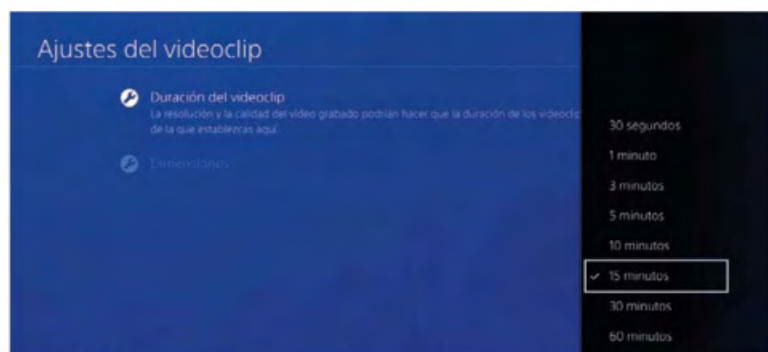 Ajustes del videoclip
Duración del videoclip
La resolución y la calidad del vídeo grabado podrían hacer que la duración de los videoclip
de la que establezcas aquí.
Dimensiones
30 segundos
1 minuto
3 minutos
5 minutos
10 minutos
15 minutos
30 minutos
60 minutos